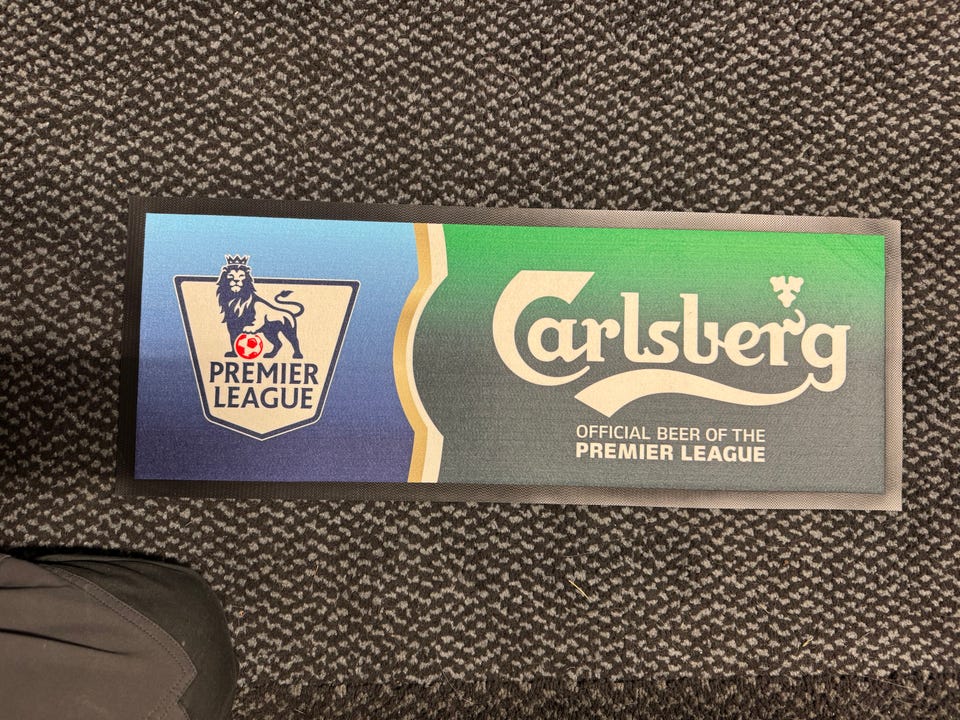 PREMIER
LEAGUE
Carlsberg
OFFICIAL BEER OF THE
PREMIER LEAGUE